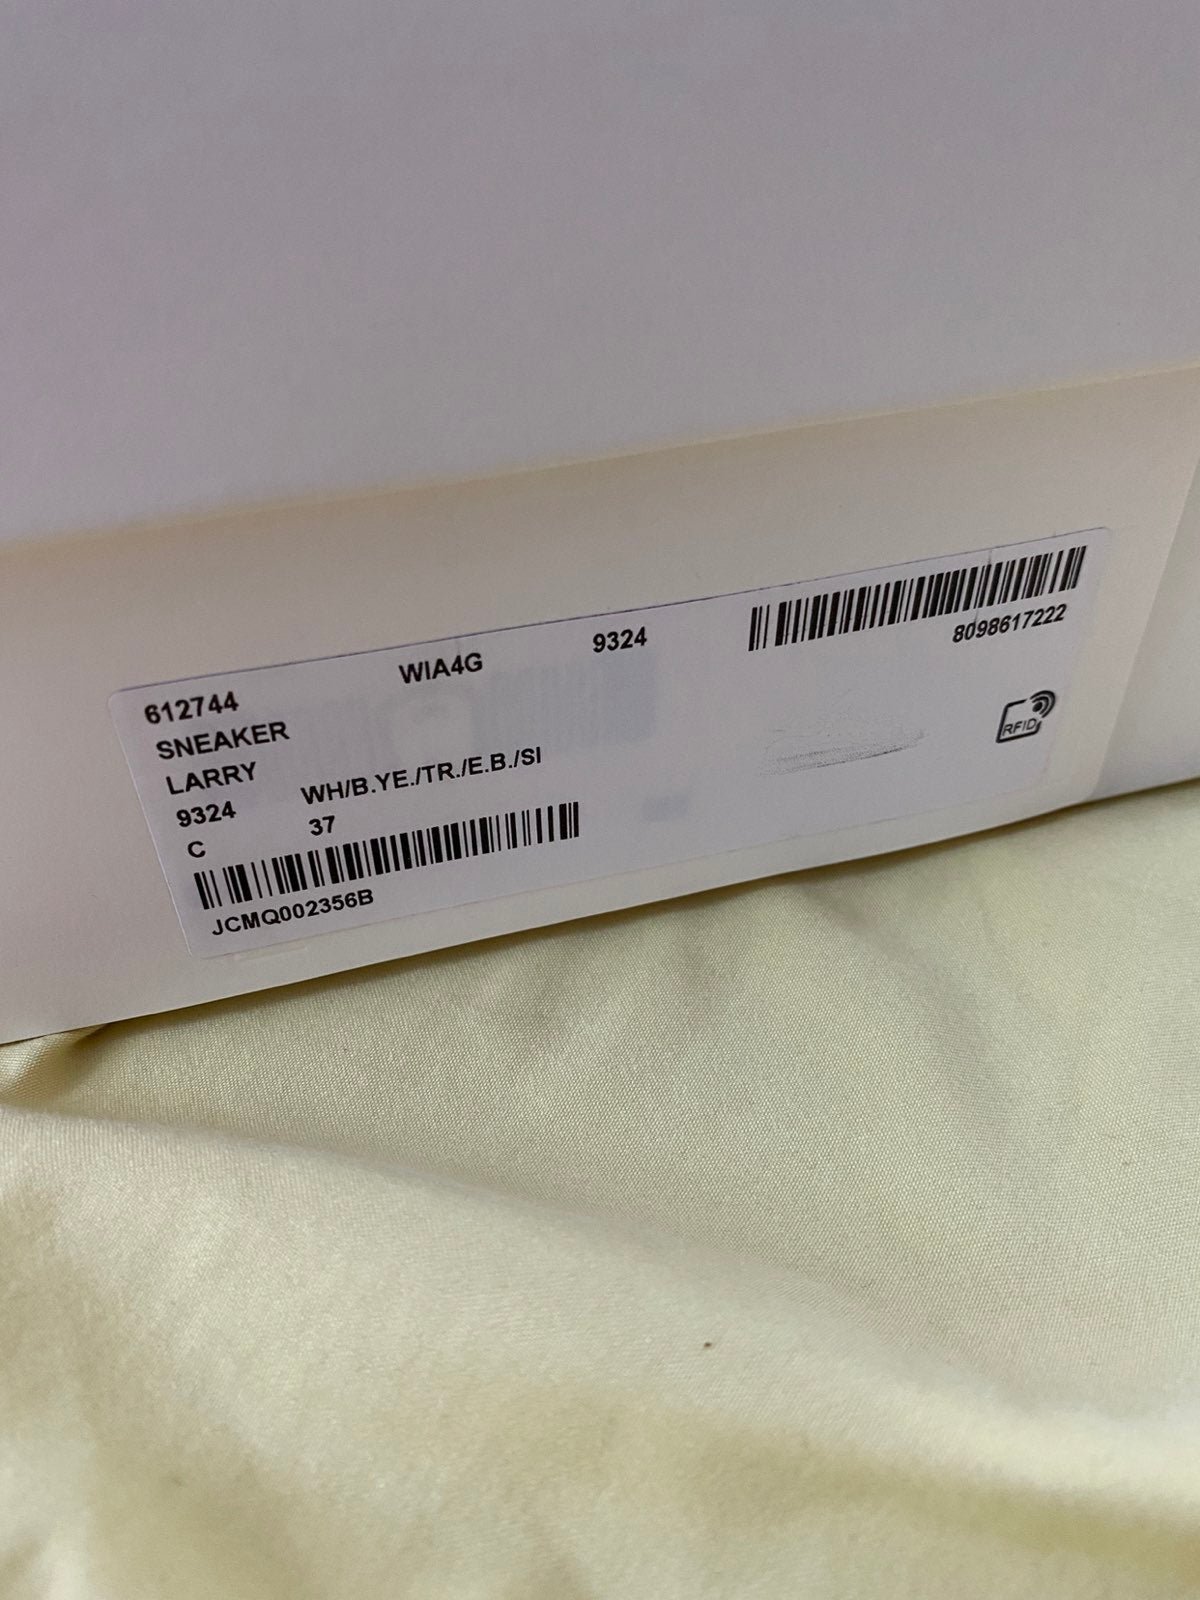 612744 WIA4G 9324
8098617222
SNEAKER
LARRY
9324 WH/B.YE./TR./E.B./SI
C 37
JCMQ002356B
RFID